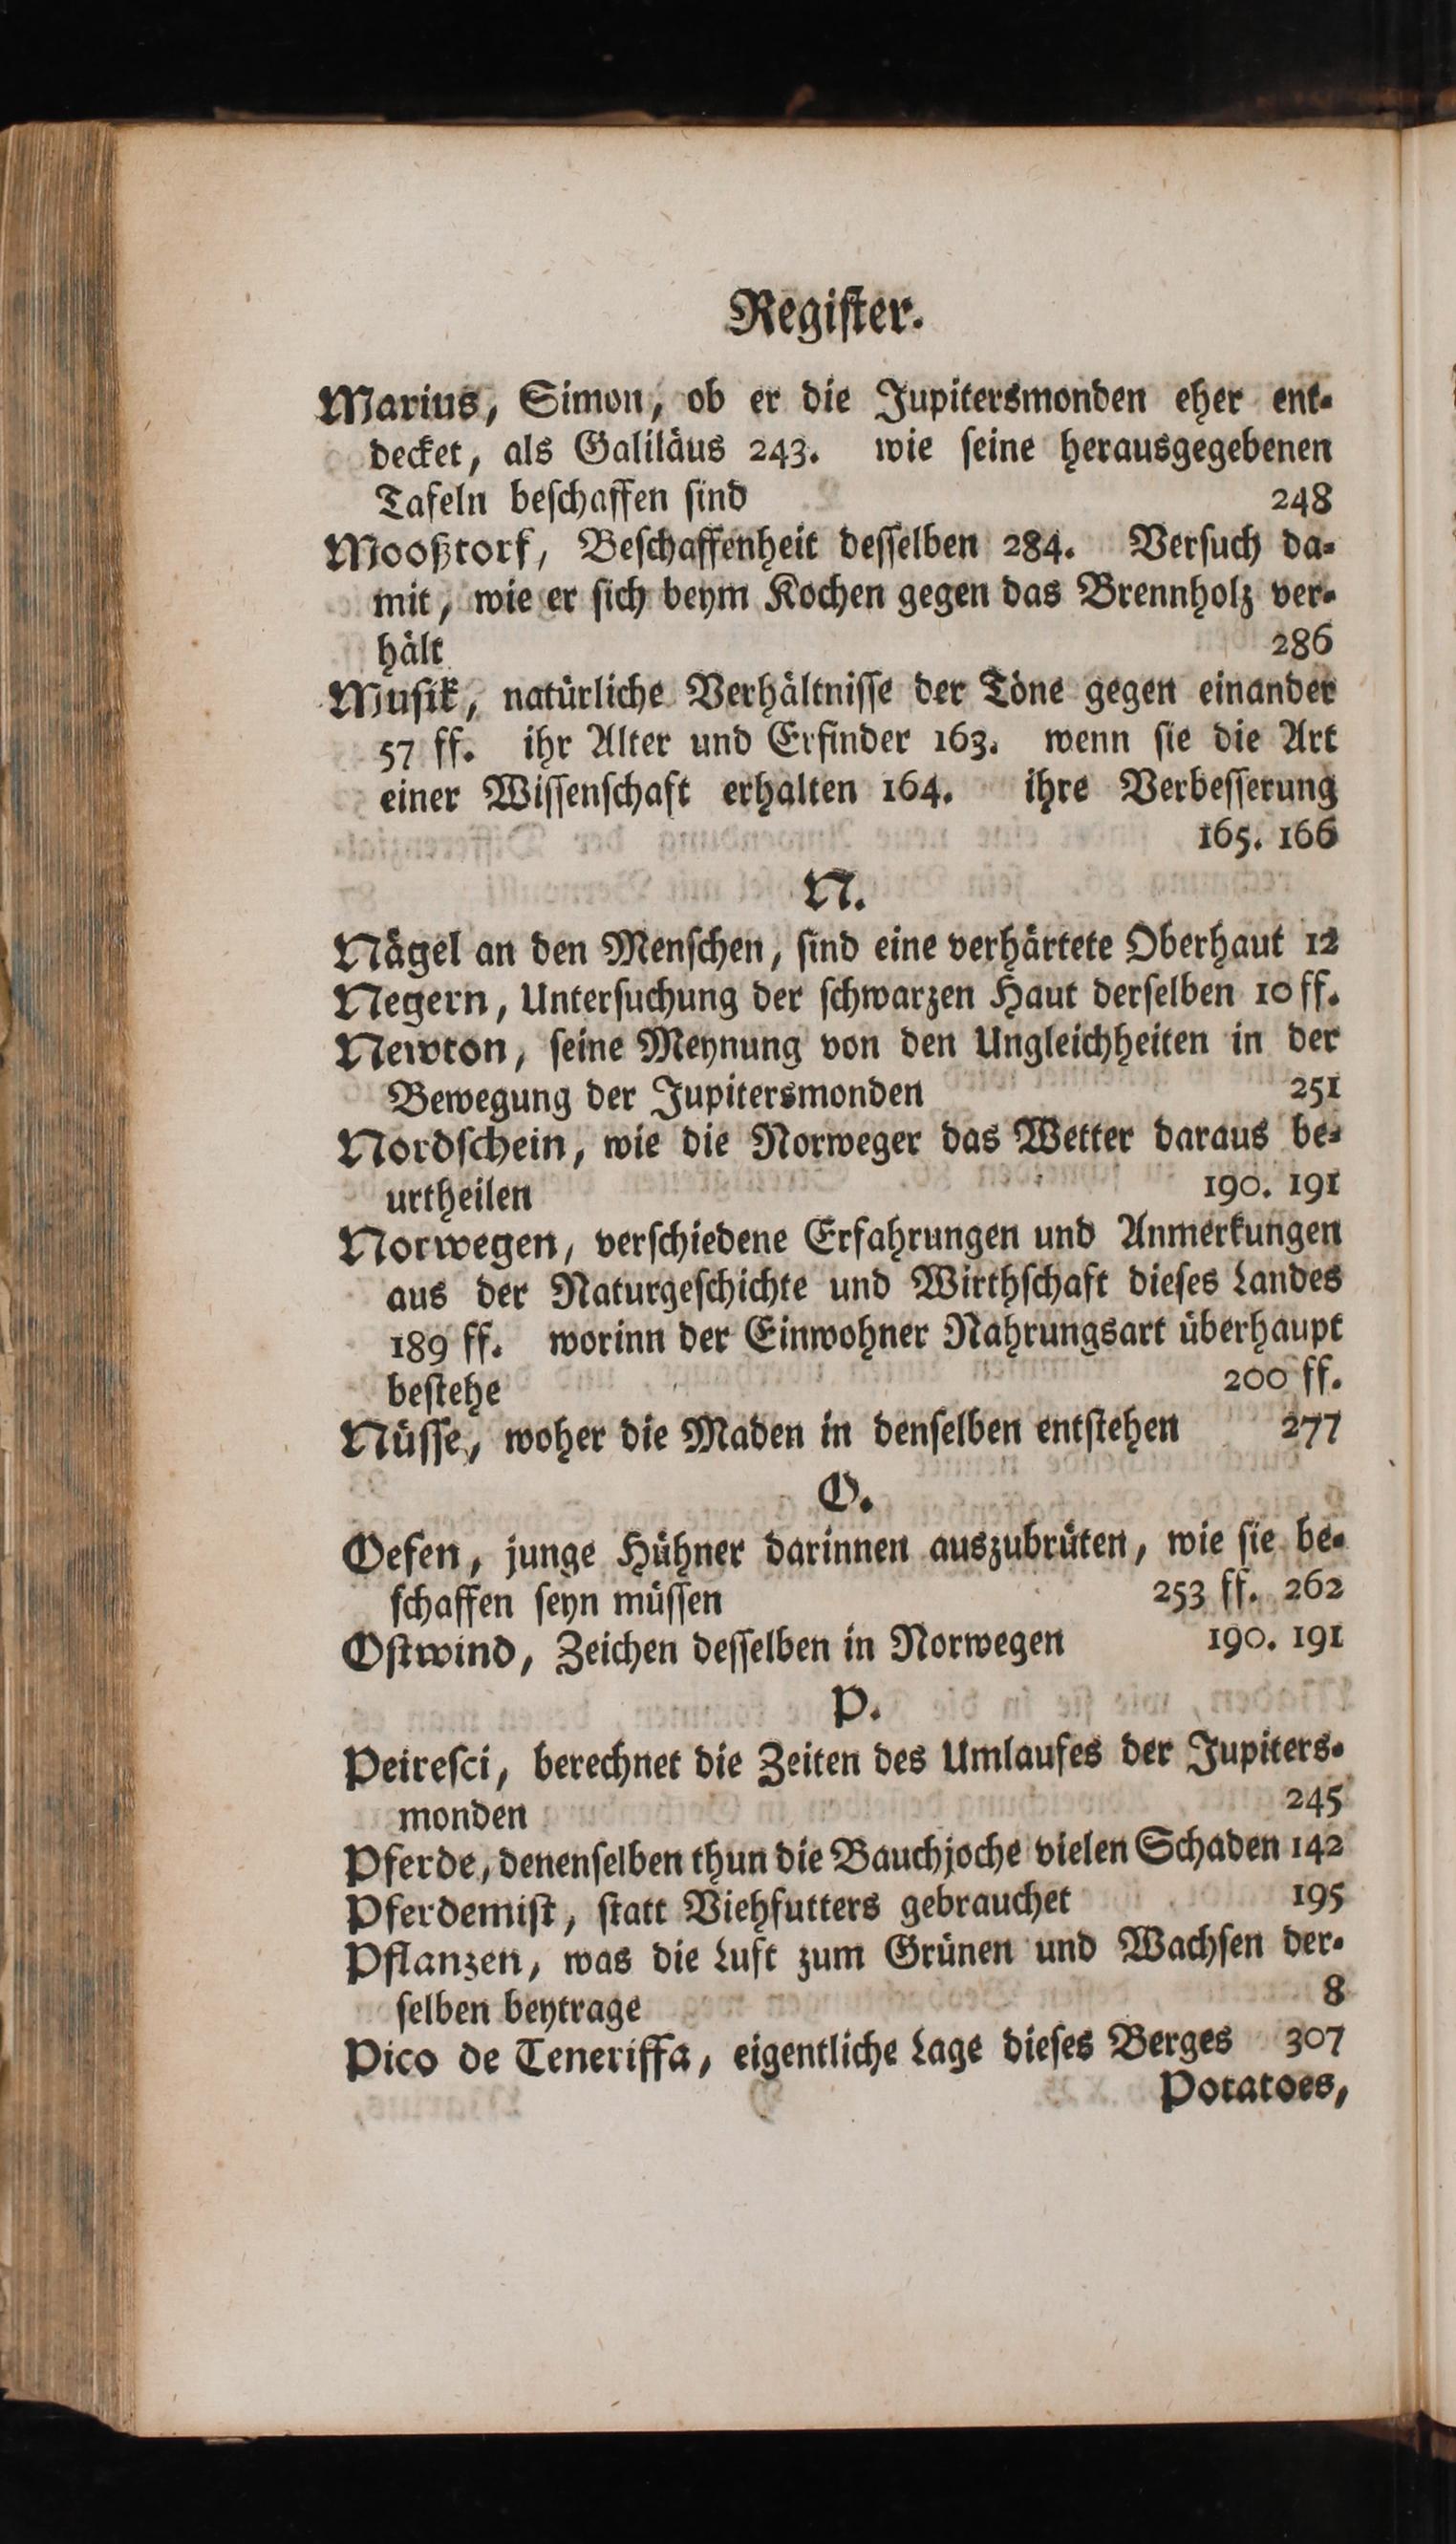 Regiſter.
Marius, Simon, ob er die Jupitersmonden eher ent-
decket, als Galiläus 243. wie ſeine herausgegebenen
Tafeln beſchaffen ſind 248
Mooßtorf, Beſchaffenheit deſſelben 284. Verſuch da-
mit, wie er ſich beym Kochen gegen das Brennholz ver-
hält 286
Muſik, natürliche Verhältniſſe der Töne gegen einander
57 ff. ihr Alter und Erfinder 163. wenn ſie die Art
einer Wiſſenſchaft erhalten 164. ihre Verbeſſerung
165. 166
N.
Nägel an den Menſchen, ſind eine verhärtete Oberhaut 12
Negern, Unterſuchung der ſchwarzen Haut derſelben 10 ff.
Newton, ſeine Meynung von den Ungleichheiten in der
Bewegung der Jupitersmonden 251
Nordſchein, wie die Norweger das Wetter daraus be-
urtheilen 190. 191
Norwegen, verſchiedene Erfahrungen und Anmerkungen
aus der Naturgeſchichte und Wirthſchaft dieſes Landes
189 ff. worinn der Einwohner Nahrungsart überhaupt
beſtehe 200 ff.
Nüſſe, woher die Maden in denſelben entſtehen 277
O.
Oefen, junge Hühner darinnen auszubrüten, wie ſie be-
ſchaffen ſeyn müſſen 253 ff. 262
Oſtwind, Zeichen deſſelben in Norwegen 190. 191
P.
Peireſci, berechnet die Zeiten des Umlaufes der Jupiters-
monden 245
Pferde, denenſelben thun die Bauchjoche vielen Schaden 142
Pferdemiſt, ſtatt Viehfutters gebrauchet 195
Pflanzen, was die Luft zum Grünen und Wachſen der-
ſelben beytrage 8
Pico de Teneriffa, eigentliche Lage dieſes Berges 307
Potatoes,